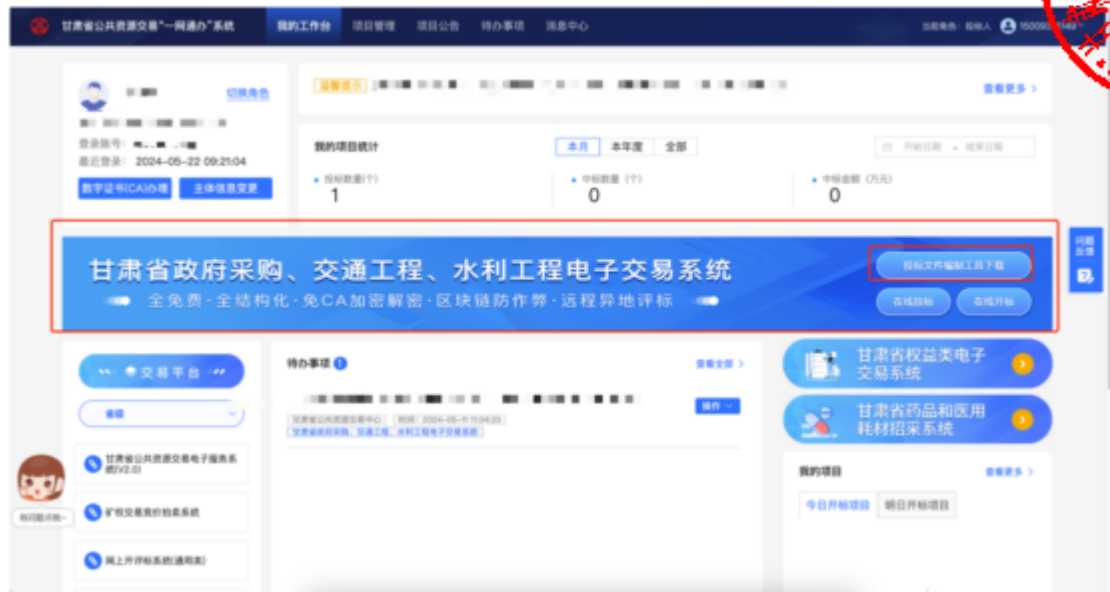 甘肃省公共资源交易“一网通办”系统
我的工作台 项目管理 项目公告 待办事项 消息中心
当前角色：投标人
切换角色
登录账号：
最近登录： 2024-05-22 09:21:04
数字证书(CA)办理 主体信息变更
温馨提示
查看更多 >
我的项目统计
本月 本年度 全部
开始日期 - 结束日期
投标数量(个)
1
中标数量 (个)
0
中标金额 (万元)
0
甘肃省政府采购、交通工程、水利工程电子交易系统
全免费·全结构化·免CA加密解密·区块链防作弊·远程异地评标
投标文件编制工具下载
在线投标 在线开标
问题
反馈
交易平台
省级
甘肃省公共资源交易电子服务系
统(V2.0)
矿权交易竞价拍卖系统
网上开评标系统(通用类)
待办事项 1
查看全部 >
操作
甘肃省公共资源交易中心 时间：2024-05-11 11:04:20
甘肃省政府采购、交通工程、水利工程电子交易系统
甘肃省权益类电子
交易系统
甘肃省药品和医用
耗材招采系统
我的项目
查看更多 >
今日开标项目 明日开标项目